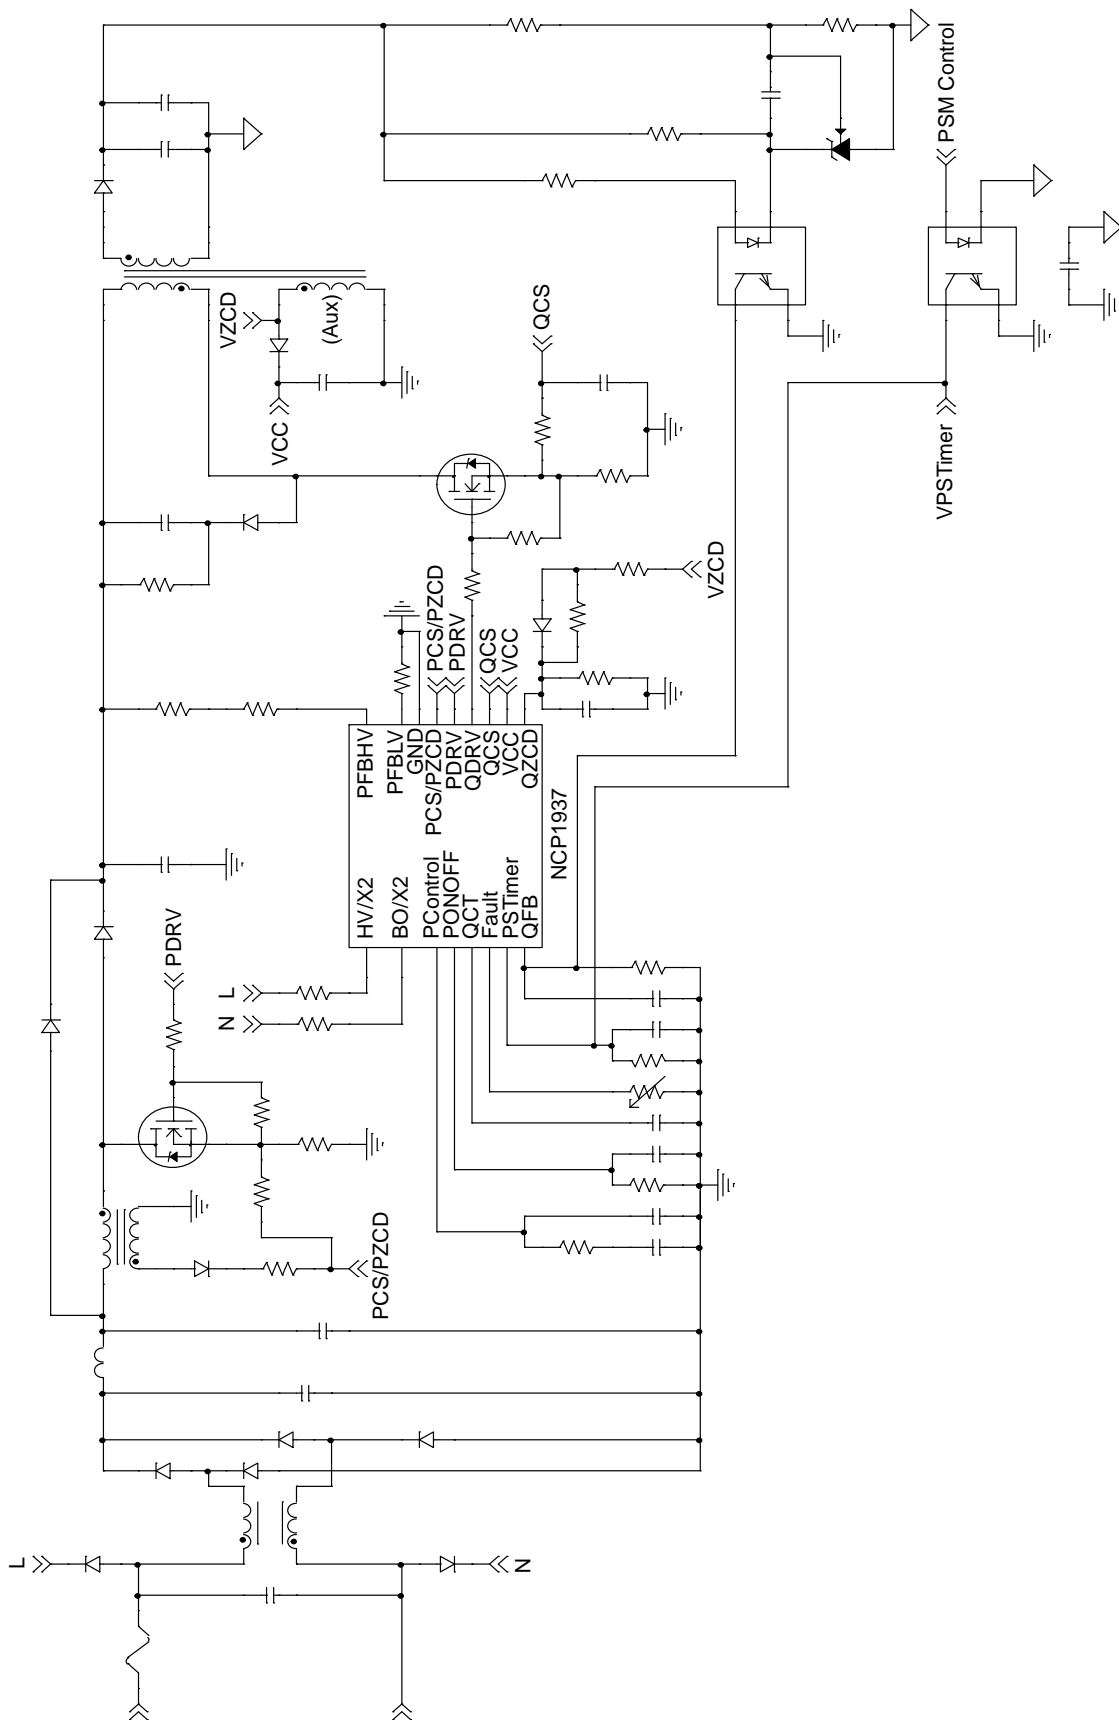 L
N
PCS/PZCD
PDRV
L
N
HV/X2
BO/X2
PControl
PONOFF
QCT
Fault
PSTimer
QFB
PFBHV
PFBLV
GND
PCS/PZCD
PDRV
QDRV
QCS
VCC
QZCD
NCP1937
PCS/PZCD
PDRV
QCS
VCC
VZCD
VCC
VZCD
(Aux)
QCS
VPSTimer
PSM Control